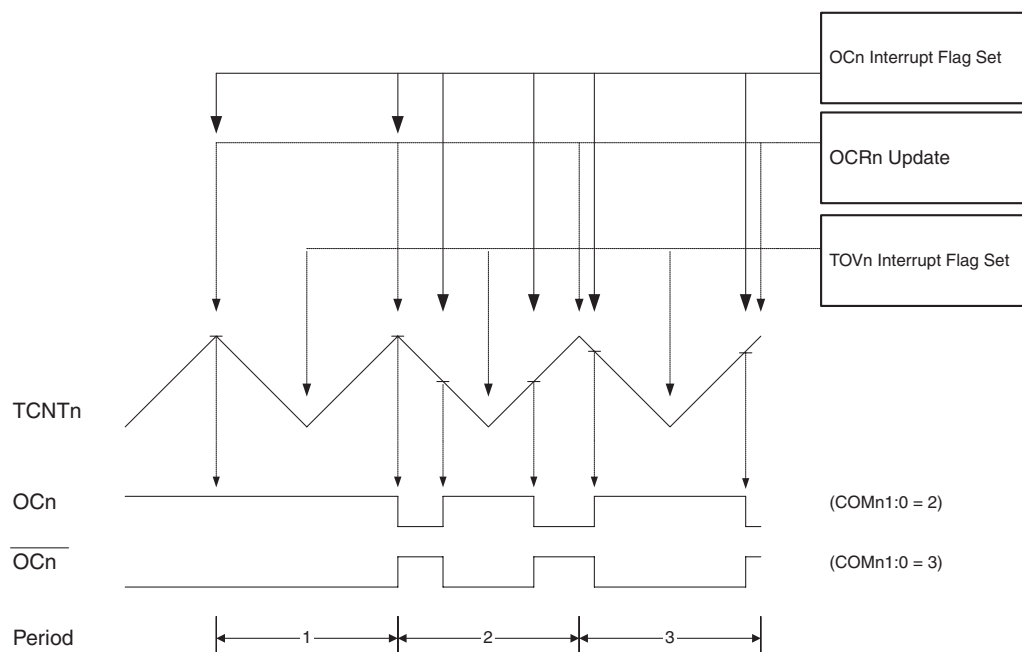 OCn Interrupt Flag Set
OCRn Update
TOVn Interrupt Flag Set
TCNTn
OCn
(COMn1:0 = 2)
OCn
(COMn1:0 = 3)
Period
1
2
3